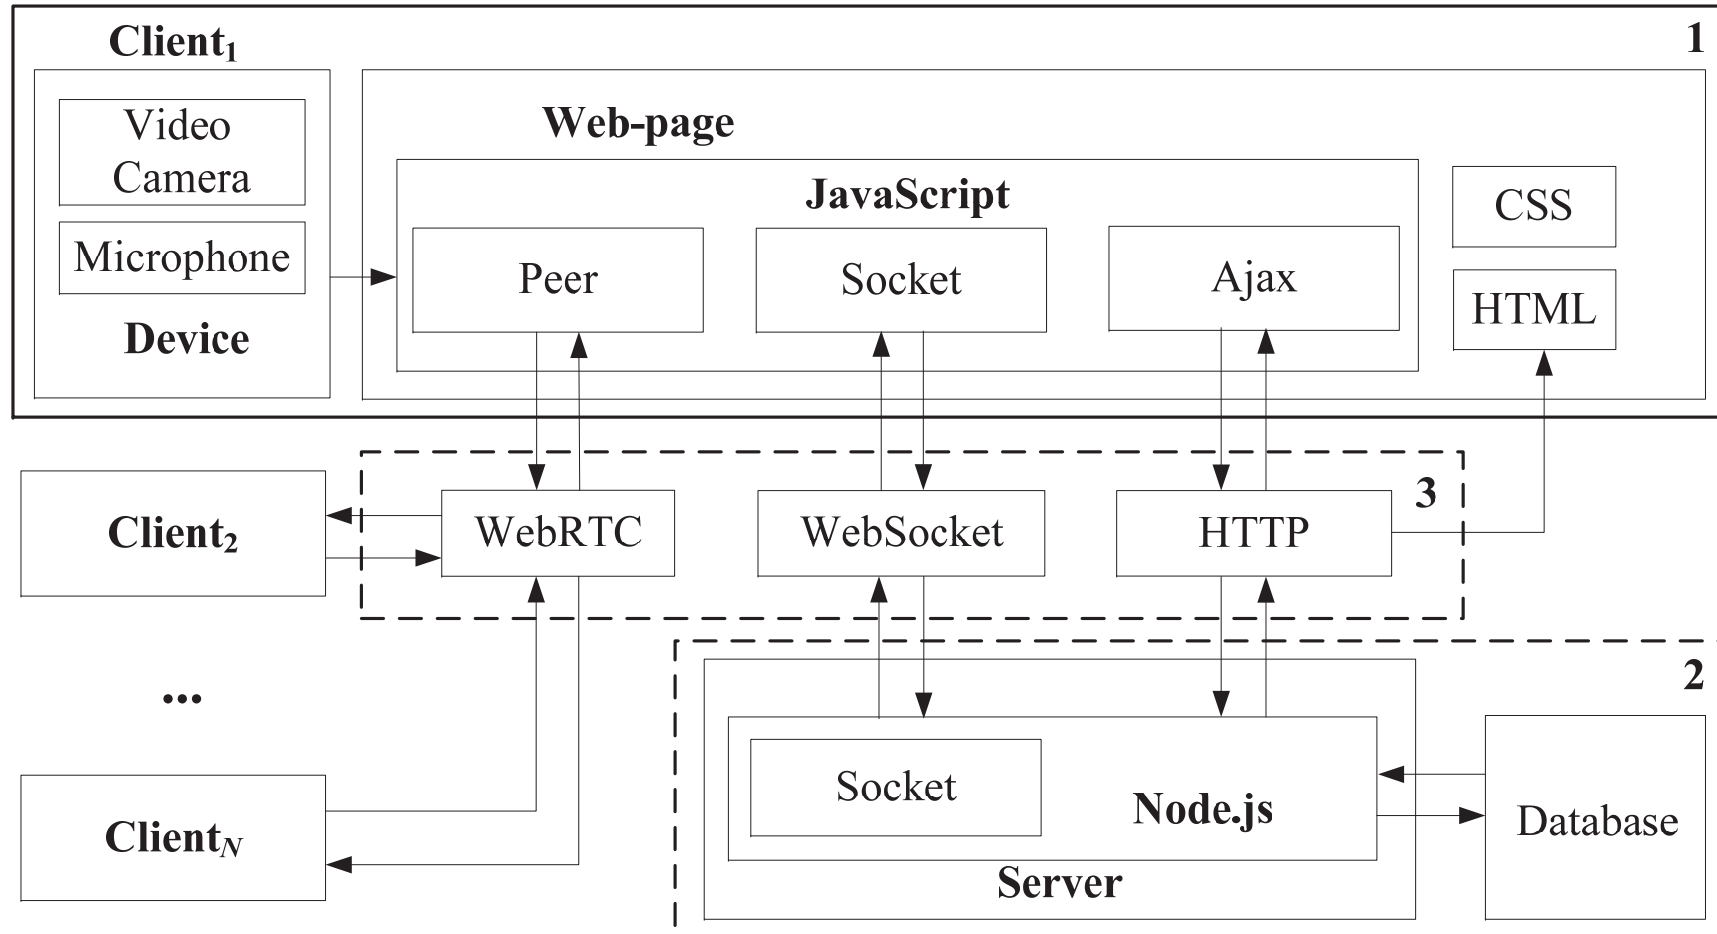 Client₁
1
Video
Camera
Microphone
Device
Web-page
JavaScript
Peer
Socket
Ajax
CSS
HTML
3
Client₂
WebRTC
WebSocket
HTTP
...
2
Client_N
Socket
Node.js
Server
Database